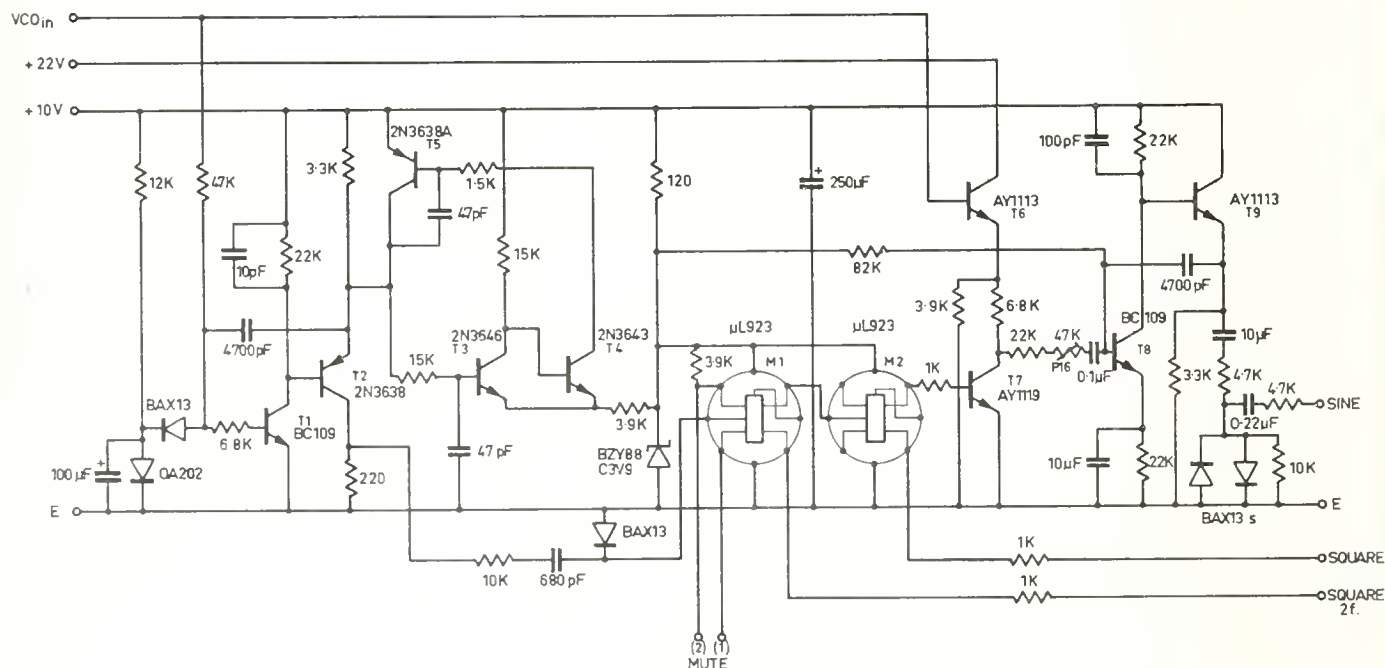 VCO in
+ 22V
+ 10V
2N3638A
T5
12K
47K
3.3K
1.5K
47pF
120
250µF
+
AY1113
T6
100pF
22K
AY1113
T9
10pF
22K
15K
82K
4700pF
4700pF
2N3646
T3
2N3643
T4
µL923
µL923
3.9K
6.8K
BC109
T8
10µF
T2
2N3638
15K
3.9K
3.9K
M1
M2
1K
22K
47K
P16
0.1µF
3.3K
4.7K
4.7K
SINE
T7
AY1119
0.22µF
BAX13
6.8K
T1
BC109
47pF
BZY88
C3V9
100µF
+
OA202
220
10µF
22K
10K
E
E
BAX13
BAX13 s
10K
680pF
1K
SQUARE
1K
SQUARE
2f.
(2) (1)
MUTE